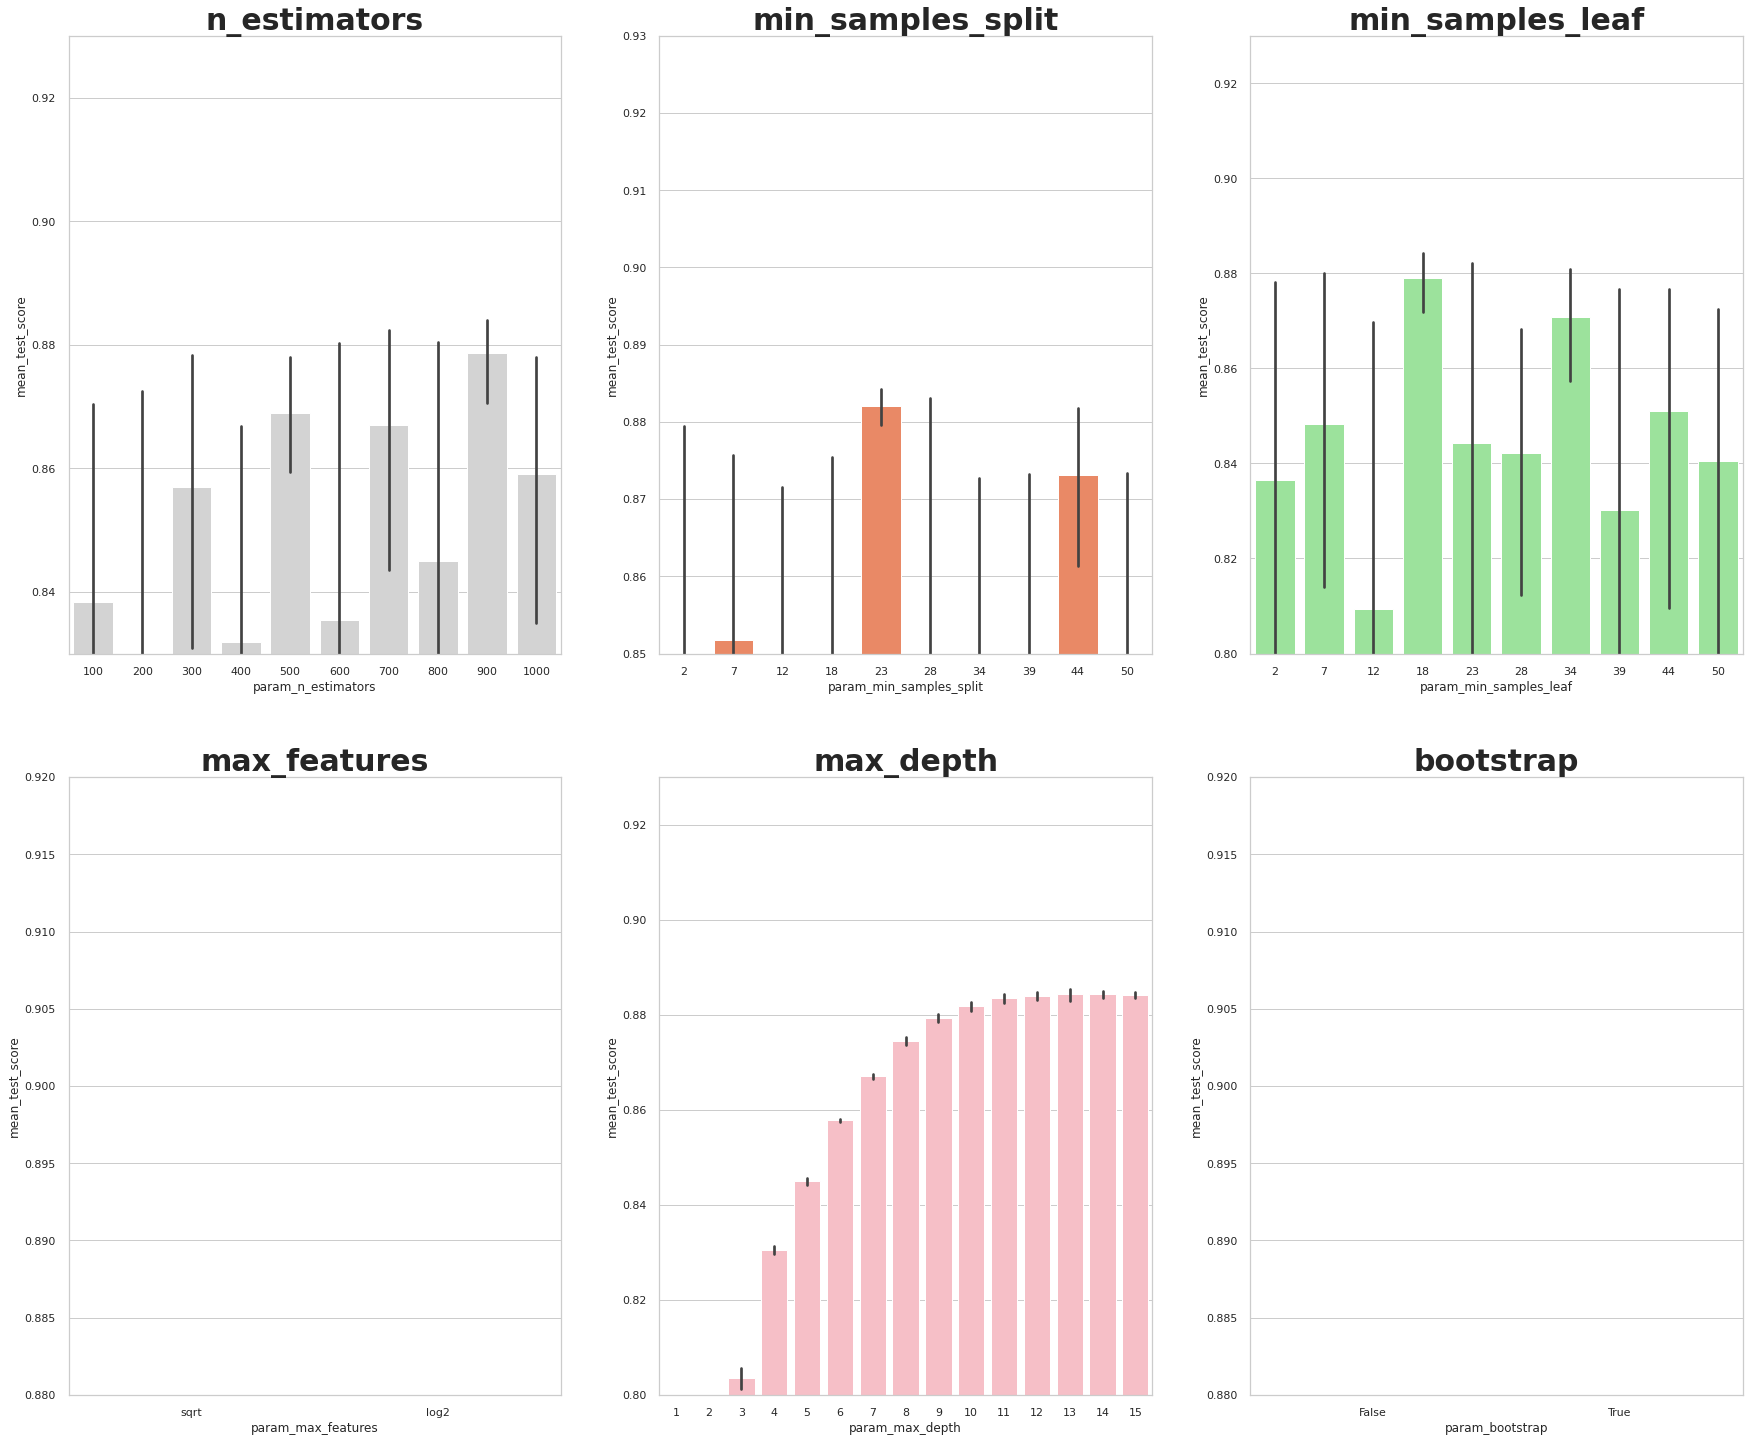 n_estimators
min_samples_split
min_samples_leaf
0.92
0.90
0.88
0.86
0.84
mean_test_score
100 200 300 400 500 600 700 800 900 1000
param_n_estimators
0.93
0.92
0.91
0.90
0.89
0.88
0.87
0.86
0.85
mean_test_score
2 7 12 18 23 28 34 39 44 50
param_min_samples_split
0.92
0.90
0.88
0.86
0.84
0.82
0.80
mean_test_score
2 7 12 18 23 28 34 39 44 50
param_min_samples_leaf
max_features
max_depth
bootstrap
0.920
0.915
0.910
0.905
0.900
0.895
0.890
0.885
0.880
mean_test_score
sqrt log2
param_max_features
0.92
0.90
0.88
0.86
0.84
0.82
0.80
mean_test_score
1 2 3 4 5 6 7 8 9 10 11 12 13 14 15
param_max_depth
0.920
0.915
0.910
0.905
0.900
0.895
0.890
0.885
0.880
mean_test_score
False True
param_bootstrap